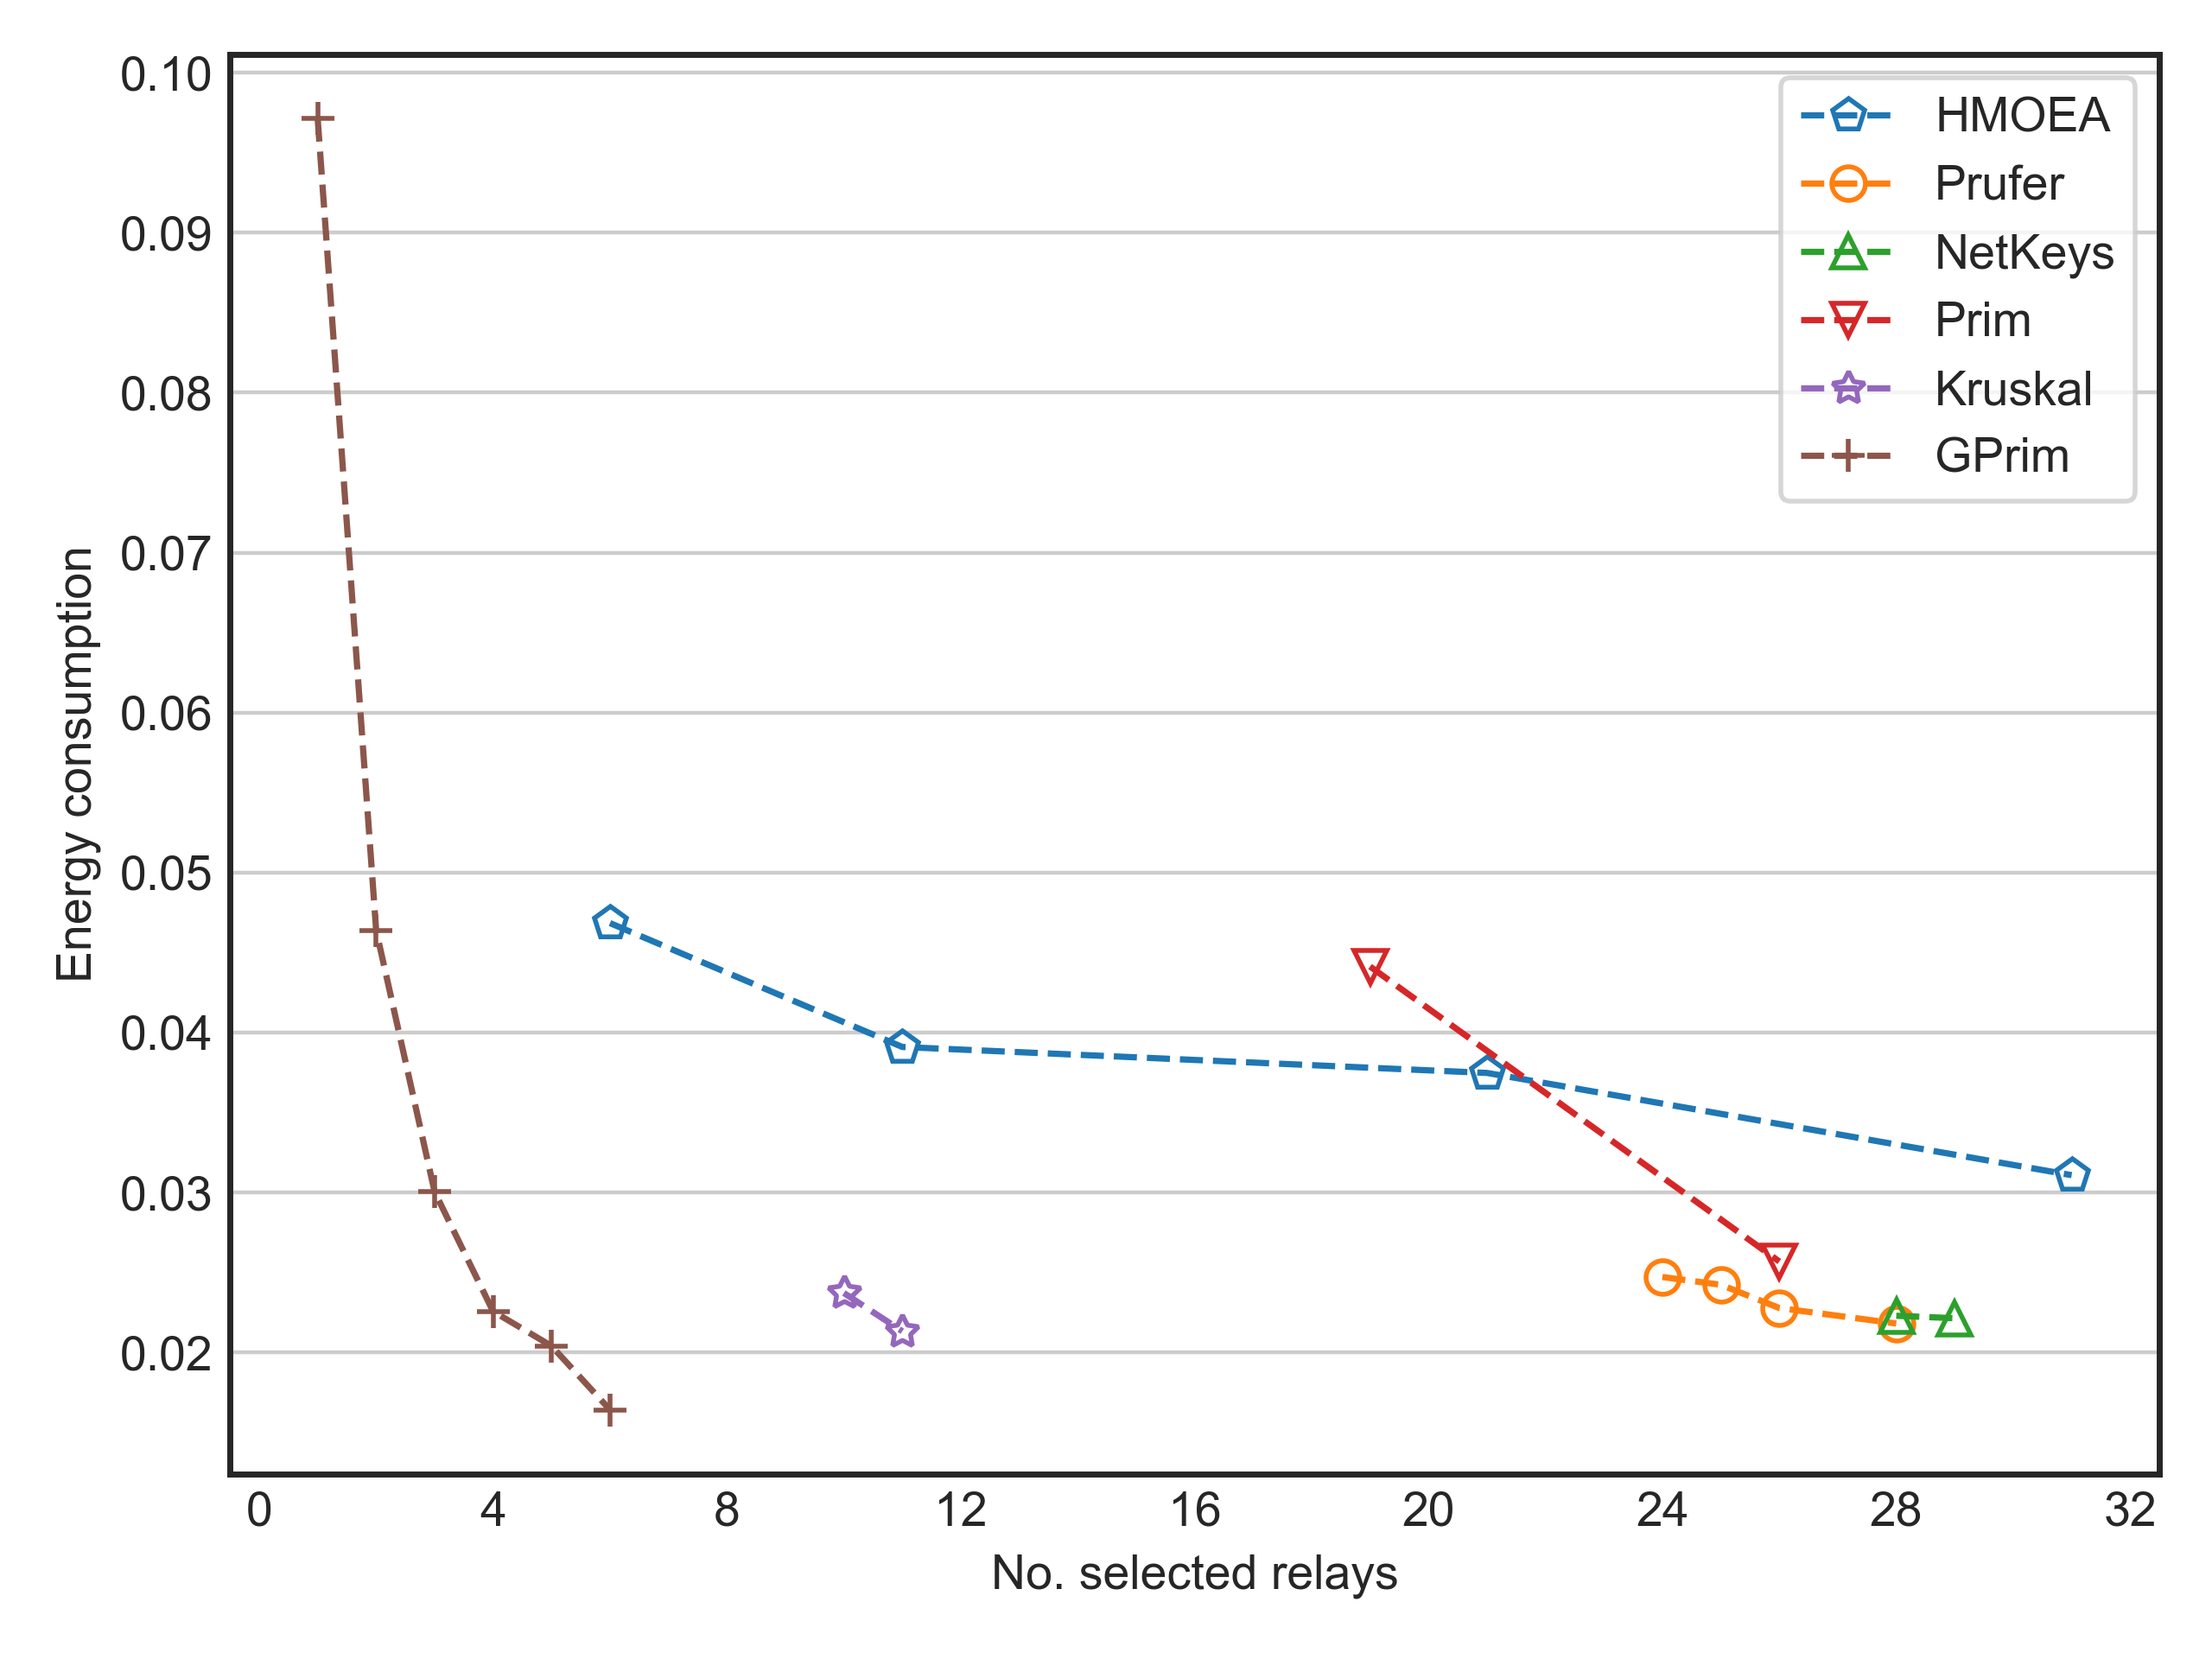 0.10
0.09
0.08
0.07
0.06
0.05
0.04
0.03
0.02
Energy consumption
HMOEA
Prufer
NetKeys
Prim
Kruskal
GPrim
0 4 8 12 16 20 24 28 32
No. selected relays